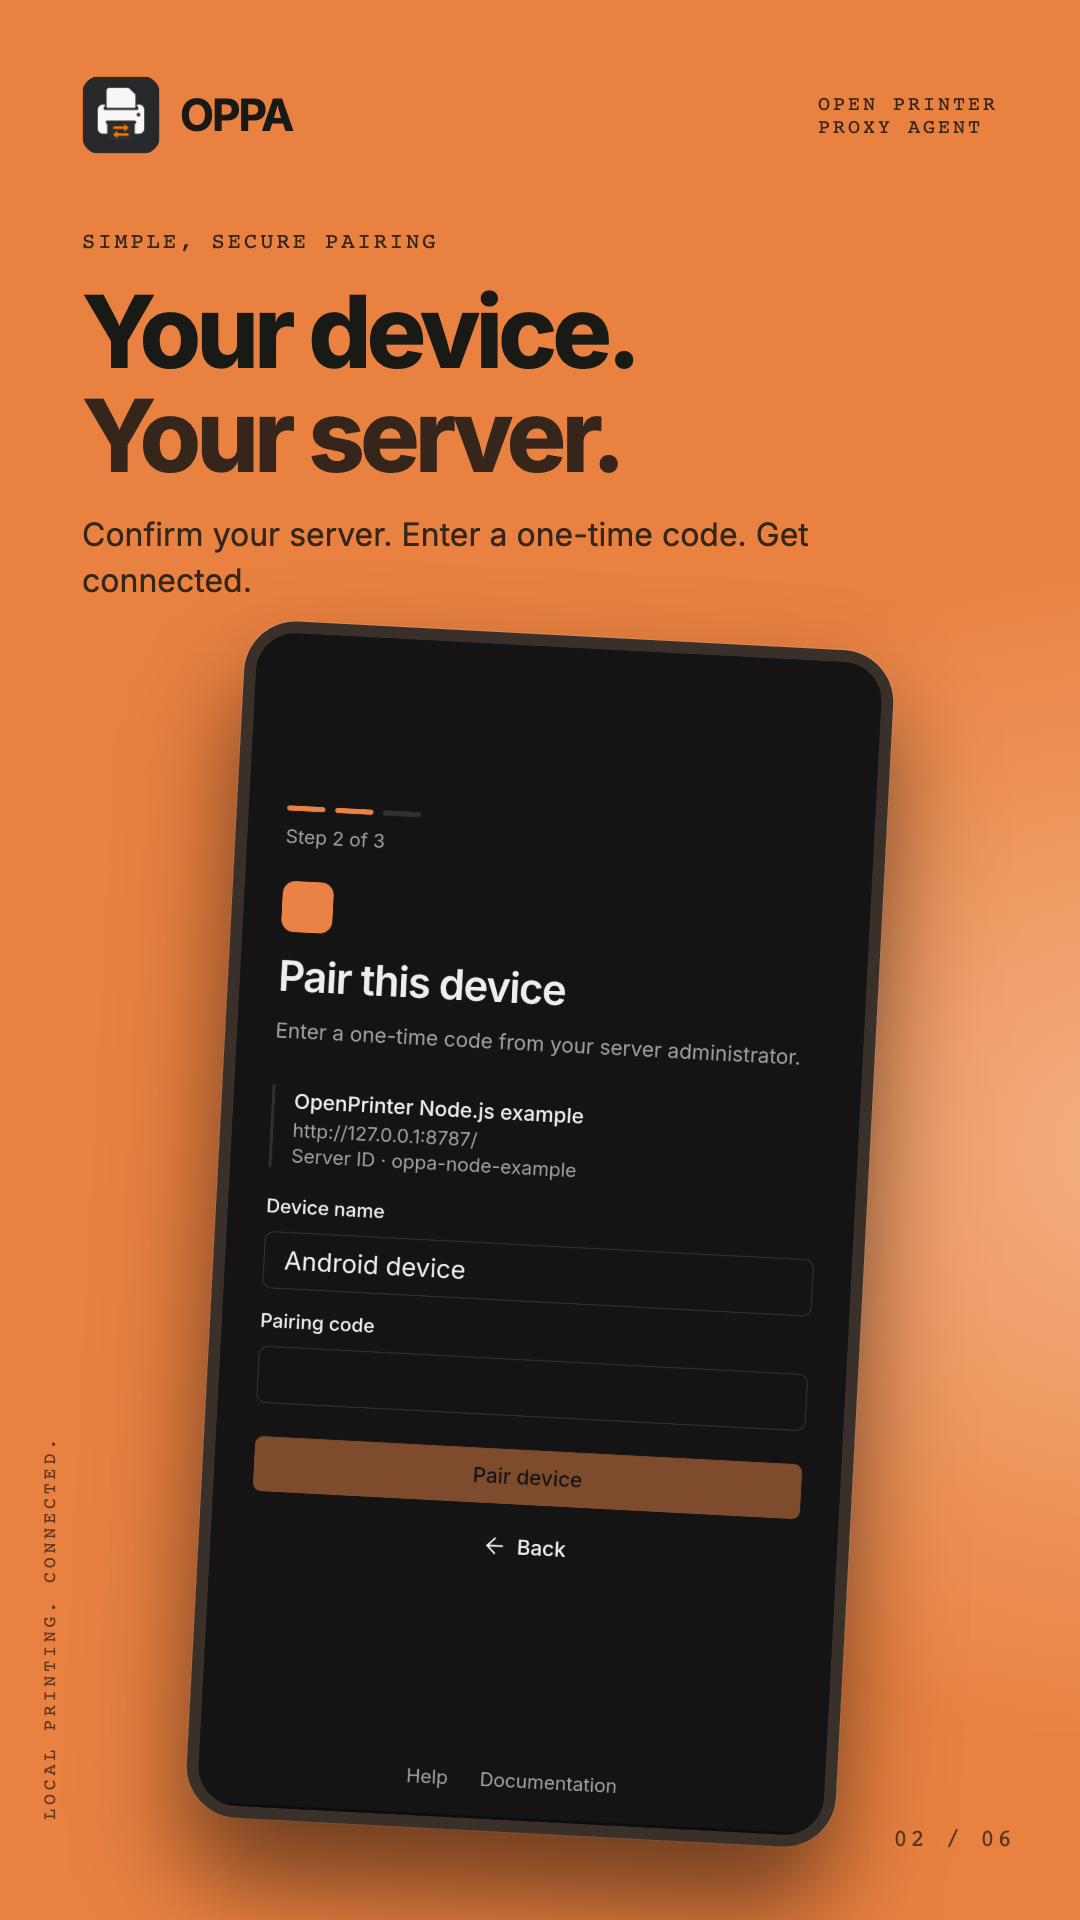 OPPA
OPEN PRINTER
PROXY AGENT
SIMPLE, SECURE PAIRING
Your device.
Your server.
Confirm your server. Enter a one-time code. Get
connected.
Step 2 of 3
Pair this device
Enter a one-time code from your server administrator.
OpenPrinter Node.js example
http://127.0.0.1:8787/
Server ID · oppa-node-example
Device name
Android device
Pairing code
Pair device
← Back
Help Documentation
LOCAL PRINTING. CONNECTED.
02 / 06